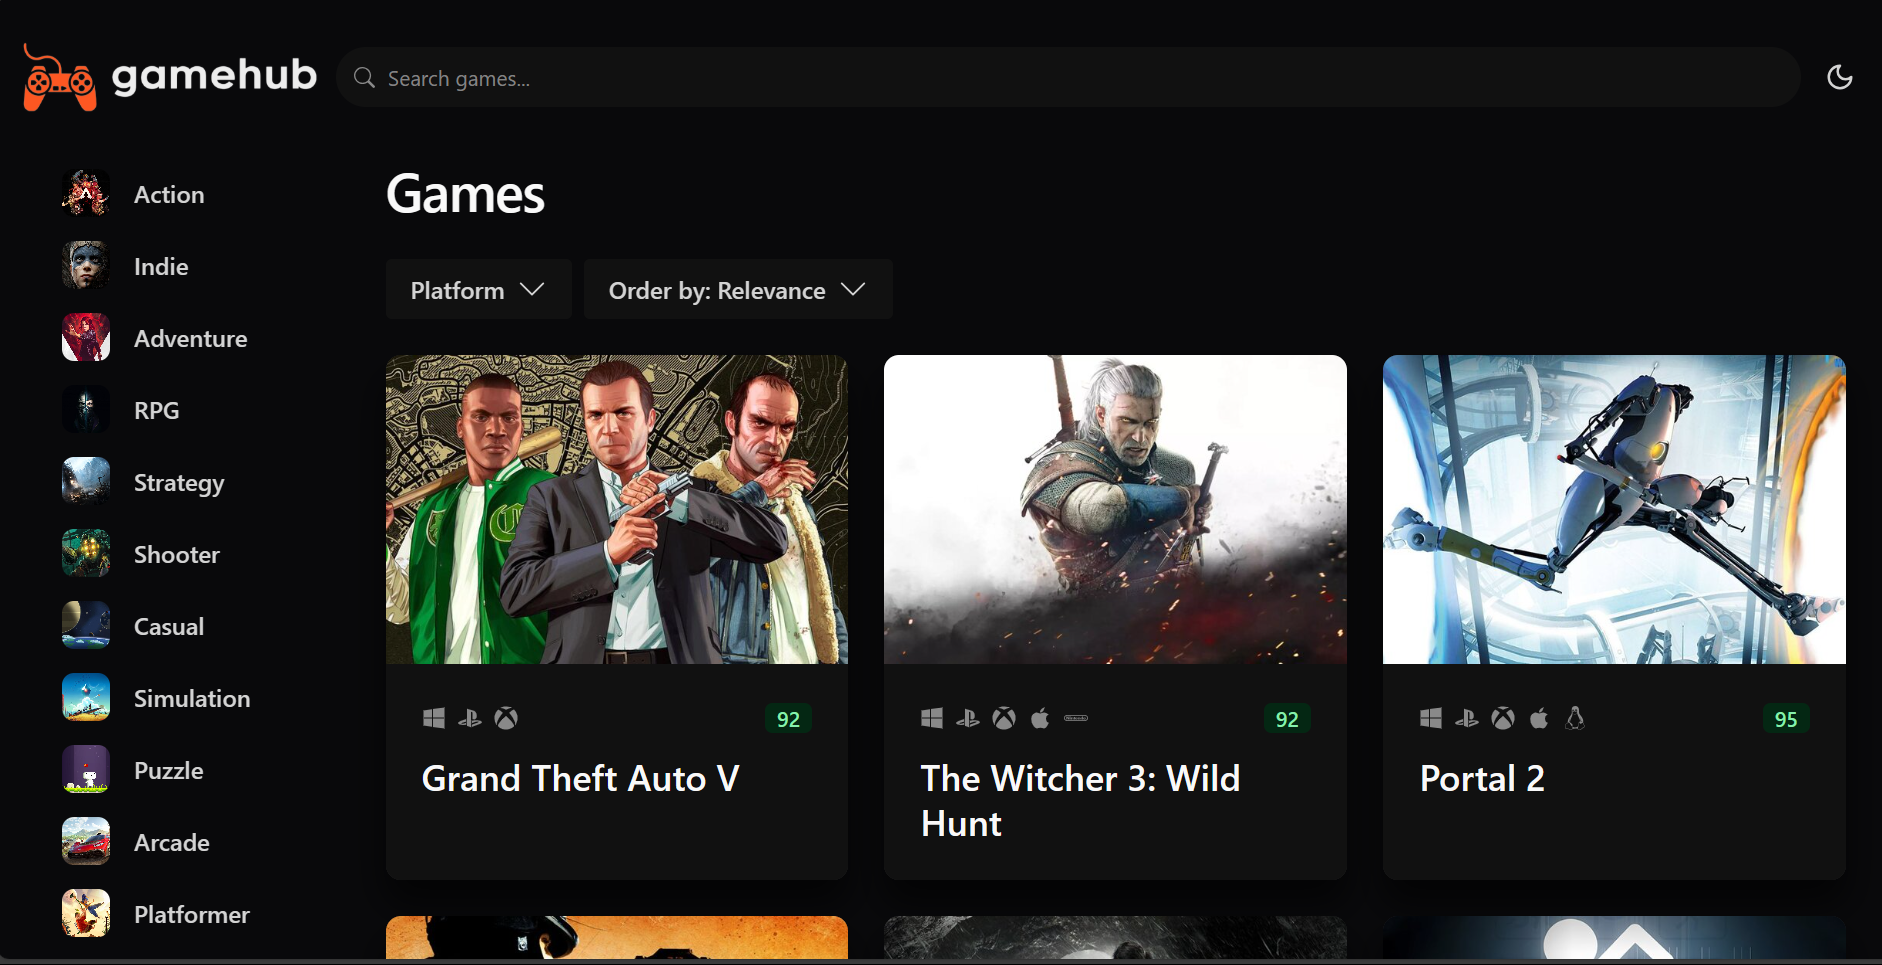 gamehub
Search games...
Action
Indie
Adventure
RPG
Strategy
Shooter
Casual
Simulation
Puzzle
Arcade
Platformer
Games
Platform
Order by: Relevance
92
Grand Theft Auto V
92
The Witcher 3: Wild
Hunt
95
Portal 2